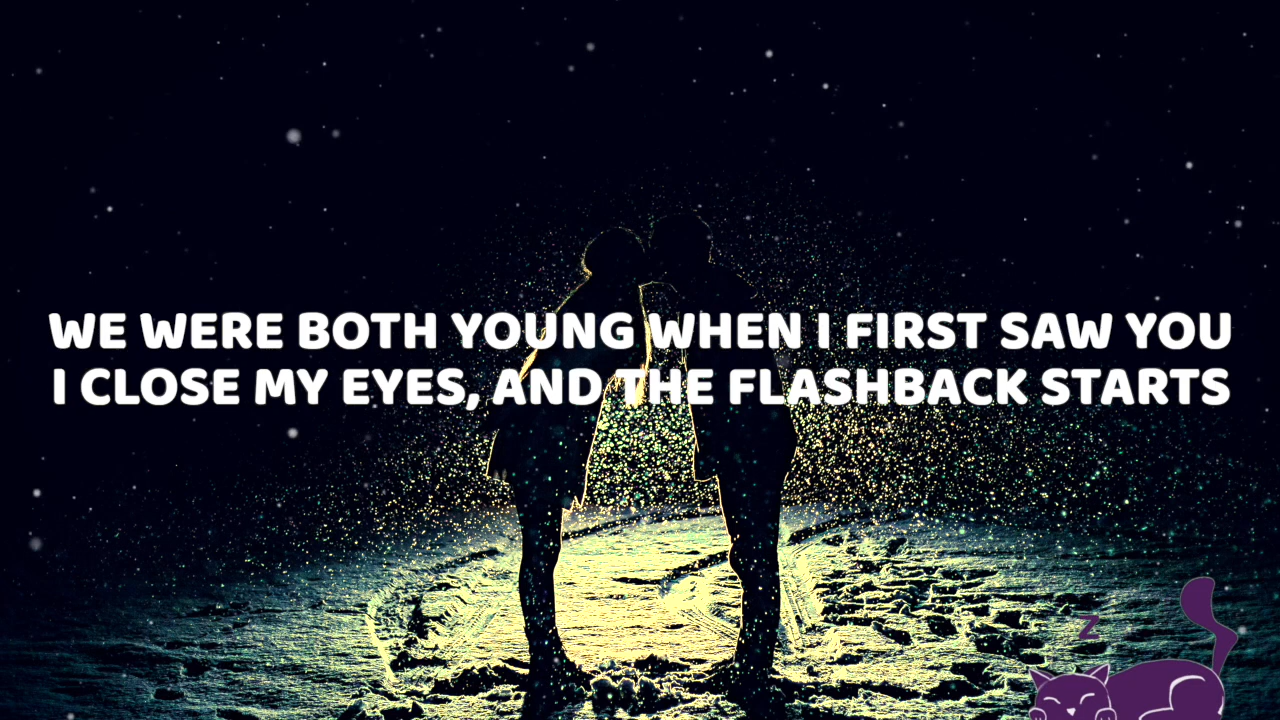 WE WERE BOTH YOUNG WHEN I FIRST SAW YOU
I CLOSE MY EYES, AND THE FLASHBACK STARTS
Z